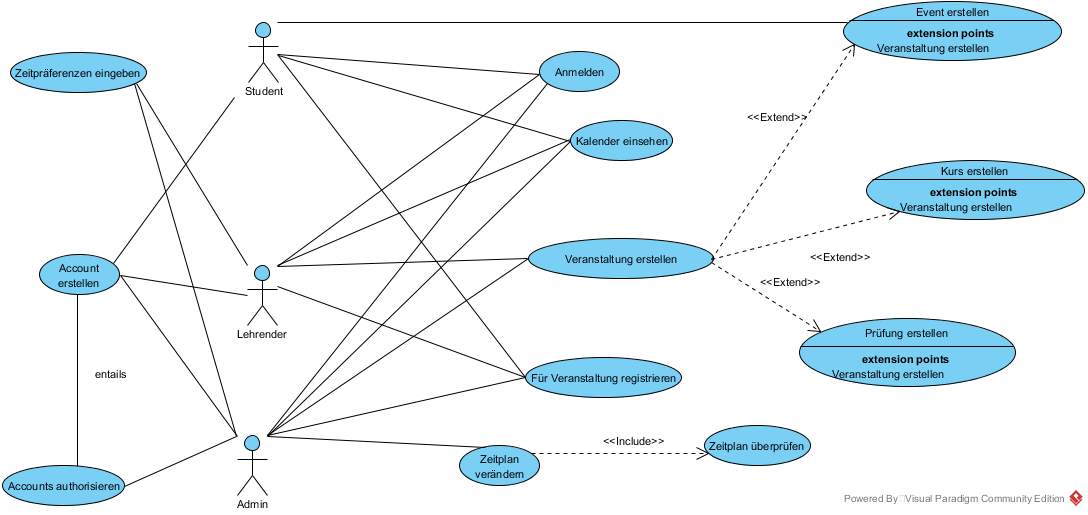 Event erstellen
extension points
Veranstaltung erstellen
Zeitpräferenzen eingeben
Student
Anmelden
<<Extend>>
Kalender einsehen
Kurs erstellen
extension points
Veranstaltung erstellen
Account
erstellen
Lehrender
Veranstaltung erstellen
<<Extend>>
<<Extend>>
Prüfung erstellen
extension points
Veranstaltung erstellen
entails
Für Veranstaltung registrieren
Accounts authorisieren
Admin
Zeitplan
verändern
<<Include>>
Zeitplan überprüfen
Powered By Visual Paradigm Community Edition